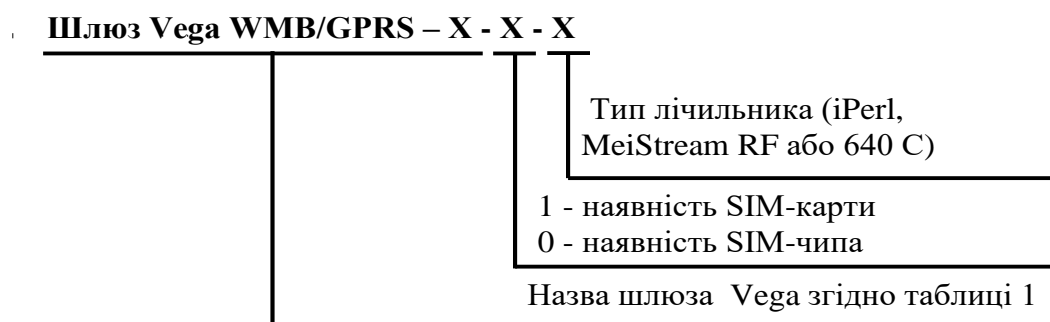 Шлюз Vega WMB/GPRS – X - X - X
Тип лічильника (iPerl,
MeiStream RF або 640 C)
1 - наявність SIM-карти
0 - наявність SIM-чипа
Назва шлюза Vega згідно таблиці 1